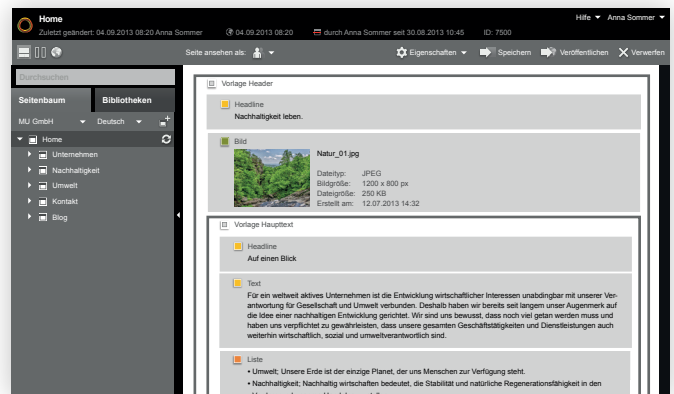 Home
Hilfe Anna Sommer
Zuletzt geändert: 04.09.2013 08:20 Anna Sommer 04.09.2013 08:20 durch Anna Sommer seit 30.08.2013 10:45 ID: 7500
Seite ansehen als: Eigenschaften Speichern Veröffentlichen Verwerfen
Durchsuchen
Seitenbaum Bibliotheken
MU GmbH Deutsch
Home
Unternehmen
Nachhaltigkeit
Umwelt
Kontakt
Blog
Vorlage Header
Headline
Nachhaltigkeit leben.
Bild
Natur_01.jpg
Dateityp: JPEG
Bildgröße: 1200 x 800 px
Dateigröße: 250 KB
Erstellt am: 12.07.2013 14:32
Vorlage Haupttext
Headline
Auf einen Blick
Text
Für ein weltweit aktives Unternehmen ist die Entwicklung wirtschaftlicher Interessen unabdingbar mit unserer Ver-
antwortung für Gesellschaft und Umwelt verbunden. Deshalb haben wir bereits seit langem unser Augenmerk auf
die Idee einer nachhaltigen Entwicklung gerichtet. Wir sind uns bewusst, dass noch viel getan werden muss und
haben uns verpflichtet zu gewährleisten, dass unsere gesamten Geschäftstätigkeiten und Dienstleistungen auch
weiterhin wirtschaftlich, sozial und umweltverantwortlich sind.
Liste
• Umwelt; Unsere Erde ist der einzige Planet, der uns Menschen zur Verfügung steht.
• Nachhaltigkeit; Nachhaltig wirtschaften bedeutet, die Stabilität und natürliche Regenerationsfähigkeit in den